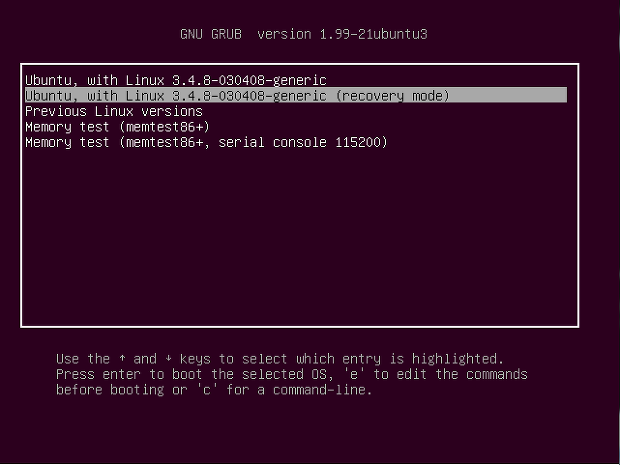 GNU GRUB  version 1.99-21ubuntu3
Ubuntu, with Linux 3.4.8-030408-generic
Ubuntu, with Linux 3.4.8-030408-generic (recovery mode)
Previous Linux versions
Memory test (memtest86+)
Memory test (memtest86+, serial console 115200)
Use the ↑ and ↓ keys to select which entry is highlighted.
Press enter to boot the selected OS, 'e' to edit the commands
before booting or 'c' for a command-line.